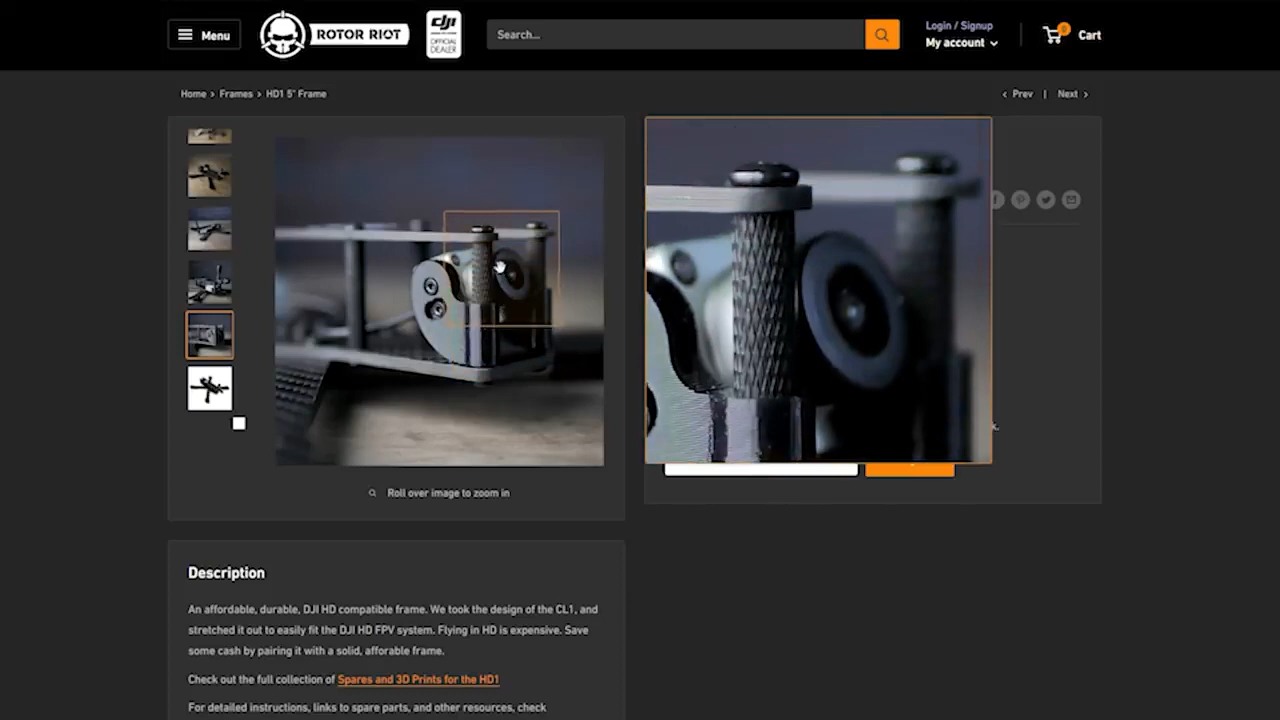 Menu
ROTOR RIOT
dji
OFFICIAL
DEALER
Search...
Login / Signup
My account
0
Cart
Home > Frames > HD1 5" Frame
Prev | Next
Roll over image to zoom in
Description
An affordable, durable, DJI HD compatible frame. We took the design of the CL1, and
stretched it out to easily fit the DJI HD FPV system. Flying in HD is expensive. Save
some cash by pairing it with a solid, afforable frame.
Check out the full collection of Spares and 3D Prints for the HD1
For detailed instructions, links to spare parts, and other resources, check